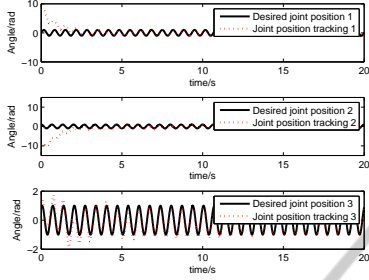 10
Desired joint position 1
Joint position tracking 1
0
-10
0 5 10 15 20
Angle/rad
time/s
10
Desired joint position 2
Joint position tracking 2
0
-10
0 5 10 15 20
Angle/rad
time/s
2
Desired joint position 3
Joint position tracking 3
0
-2
0 5 10 15 20
Angle/rad
time/s